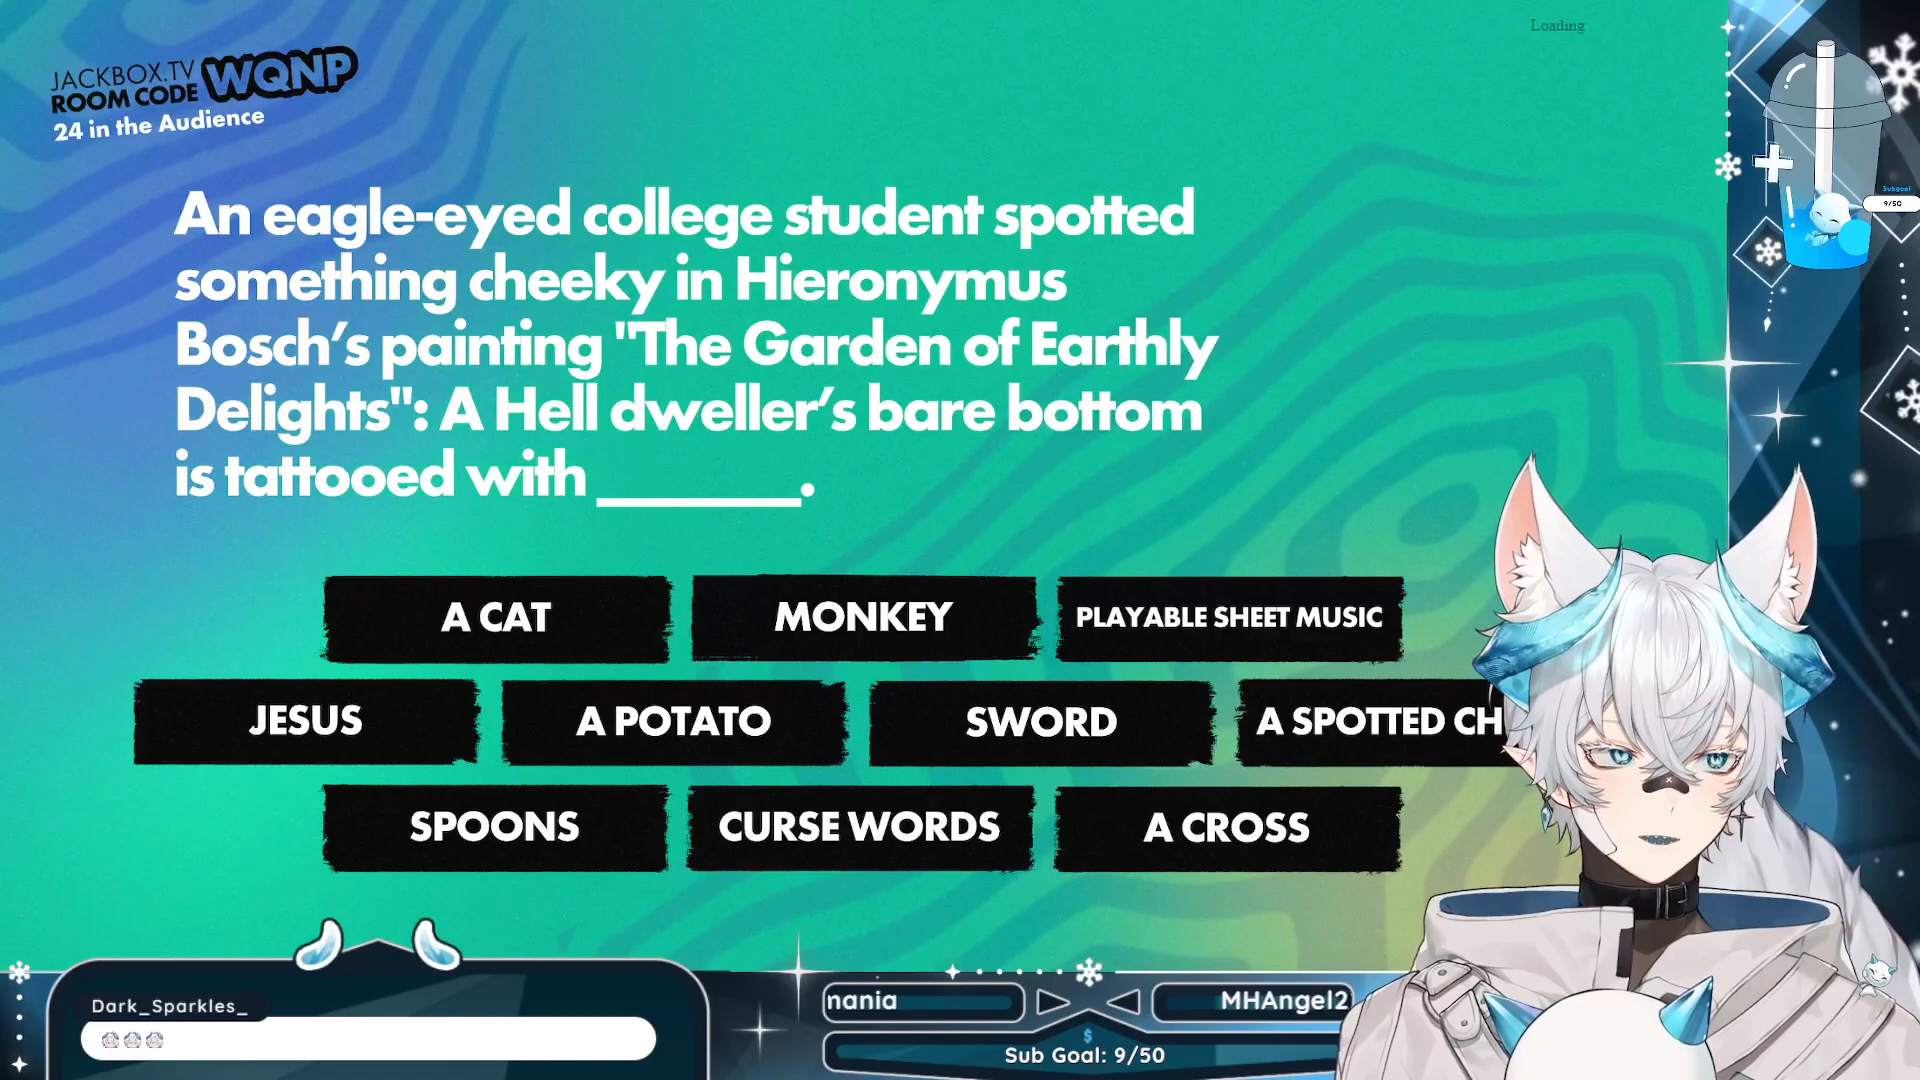 Loading
JACKBOX.TV
ROOM CODE WQNP
24 in the Audience
Subgoal
9/50
An eagle-eyed college student spotted
something cheeky in Hieronymus
Bosch’s painting "The Garden of Earthly
Delights": A Hell dweller’s bare bottom
is tattooed with ________.
A CAT
MONKEY
PLAYABLE SHEET MUSIC
JESUS
A POTATO
SWORD
A SPOTTED CH
SPOONS
CURSE WORDS
A CROSS
Dark_Sparkles_
nania
MHAngel2
$
Sub Goal: 9/50